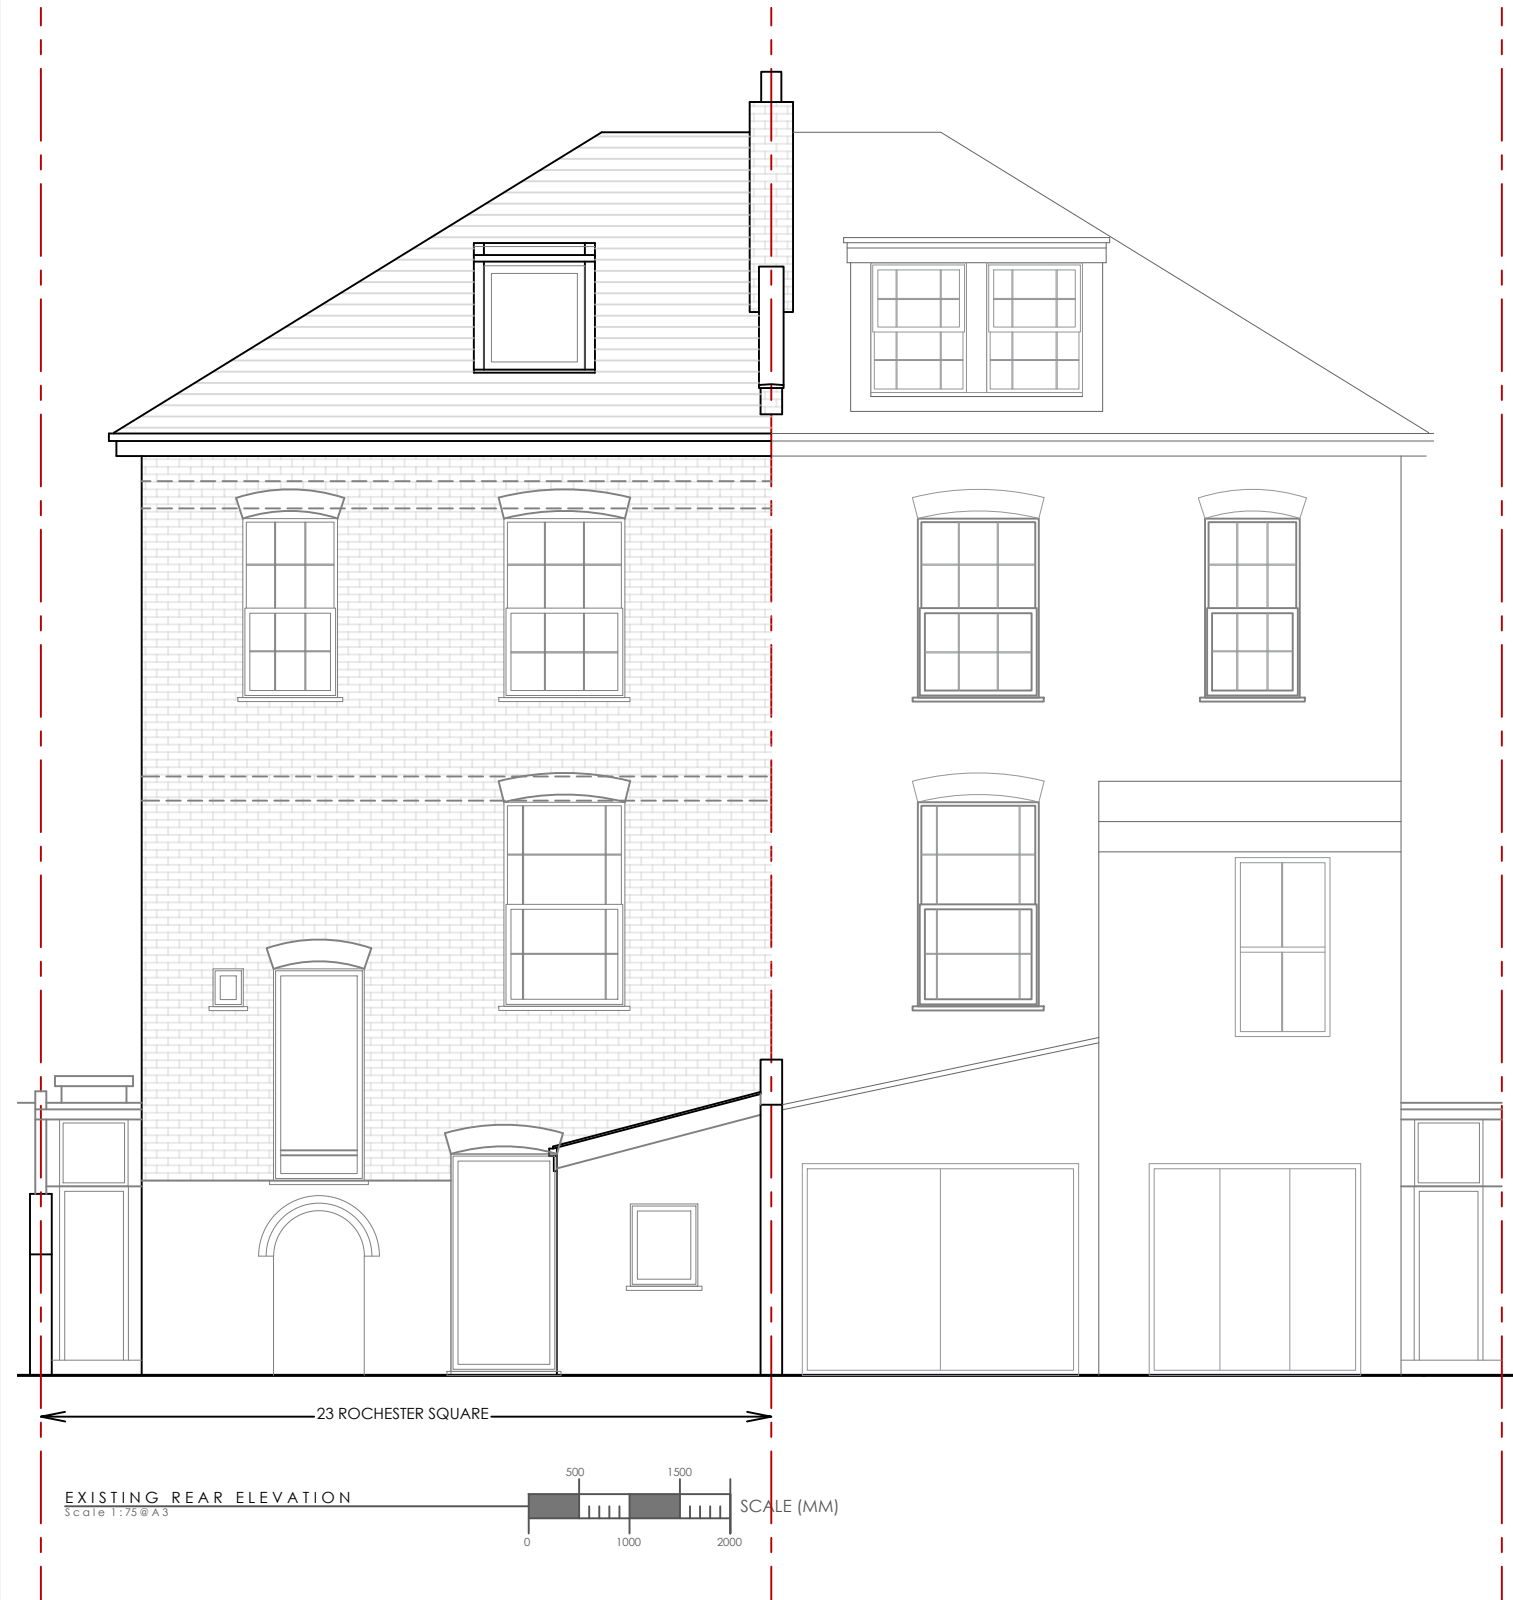 23 ROCHESTER SQUARE
EXISTING REAR ELEVATION
Scale 1:75@A3
500 1500
SCALE (MM)
0 1000 2000